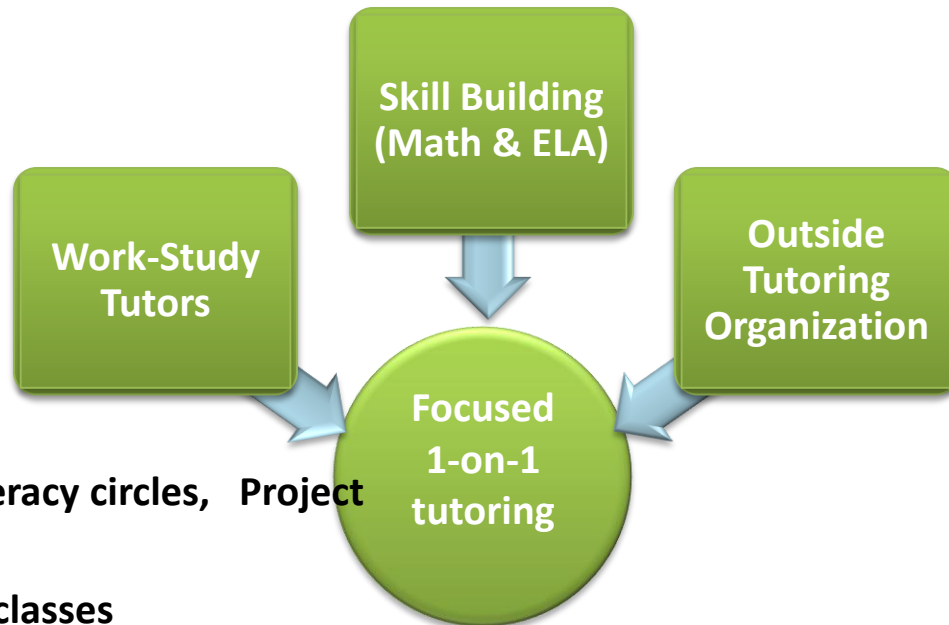 Skill Building
(Math & ELA)
Work-Study
Tutors
Outside
Tutoring
Organization
Focused
1-on-1
tutoring
eracy circles, Project
classes